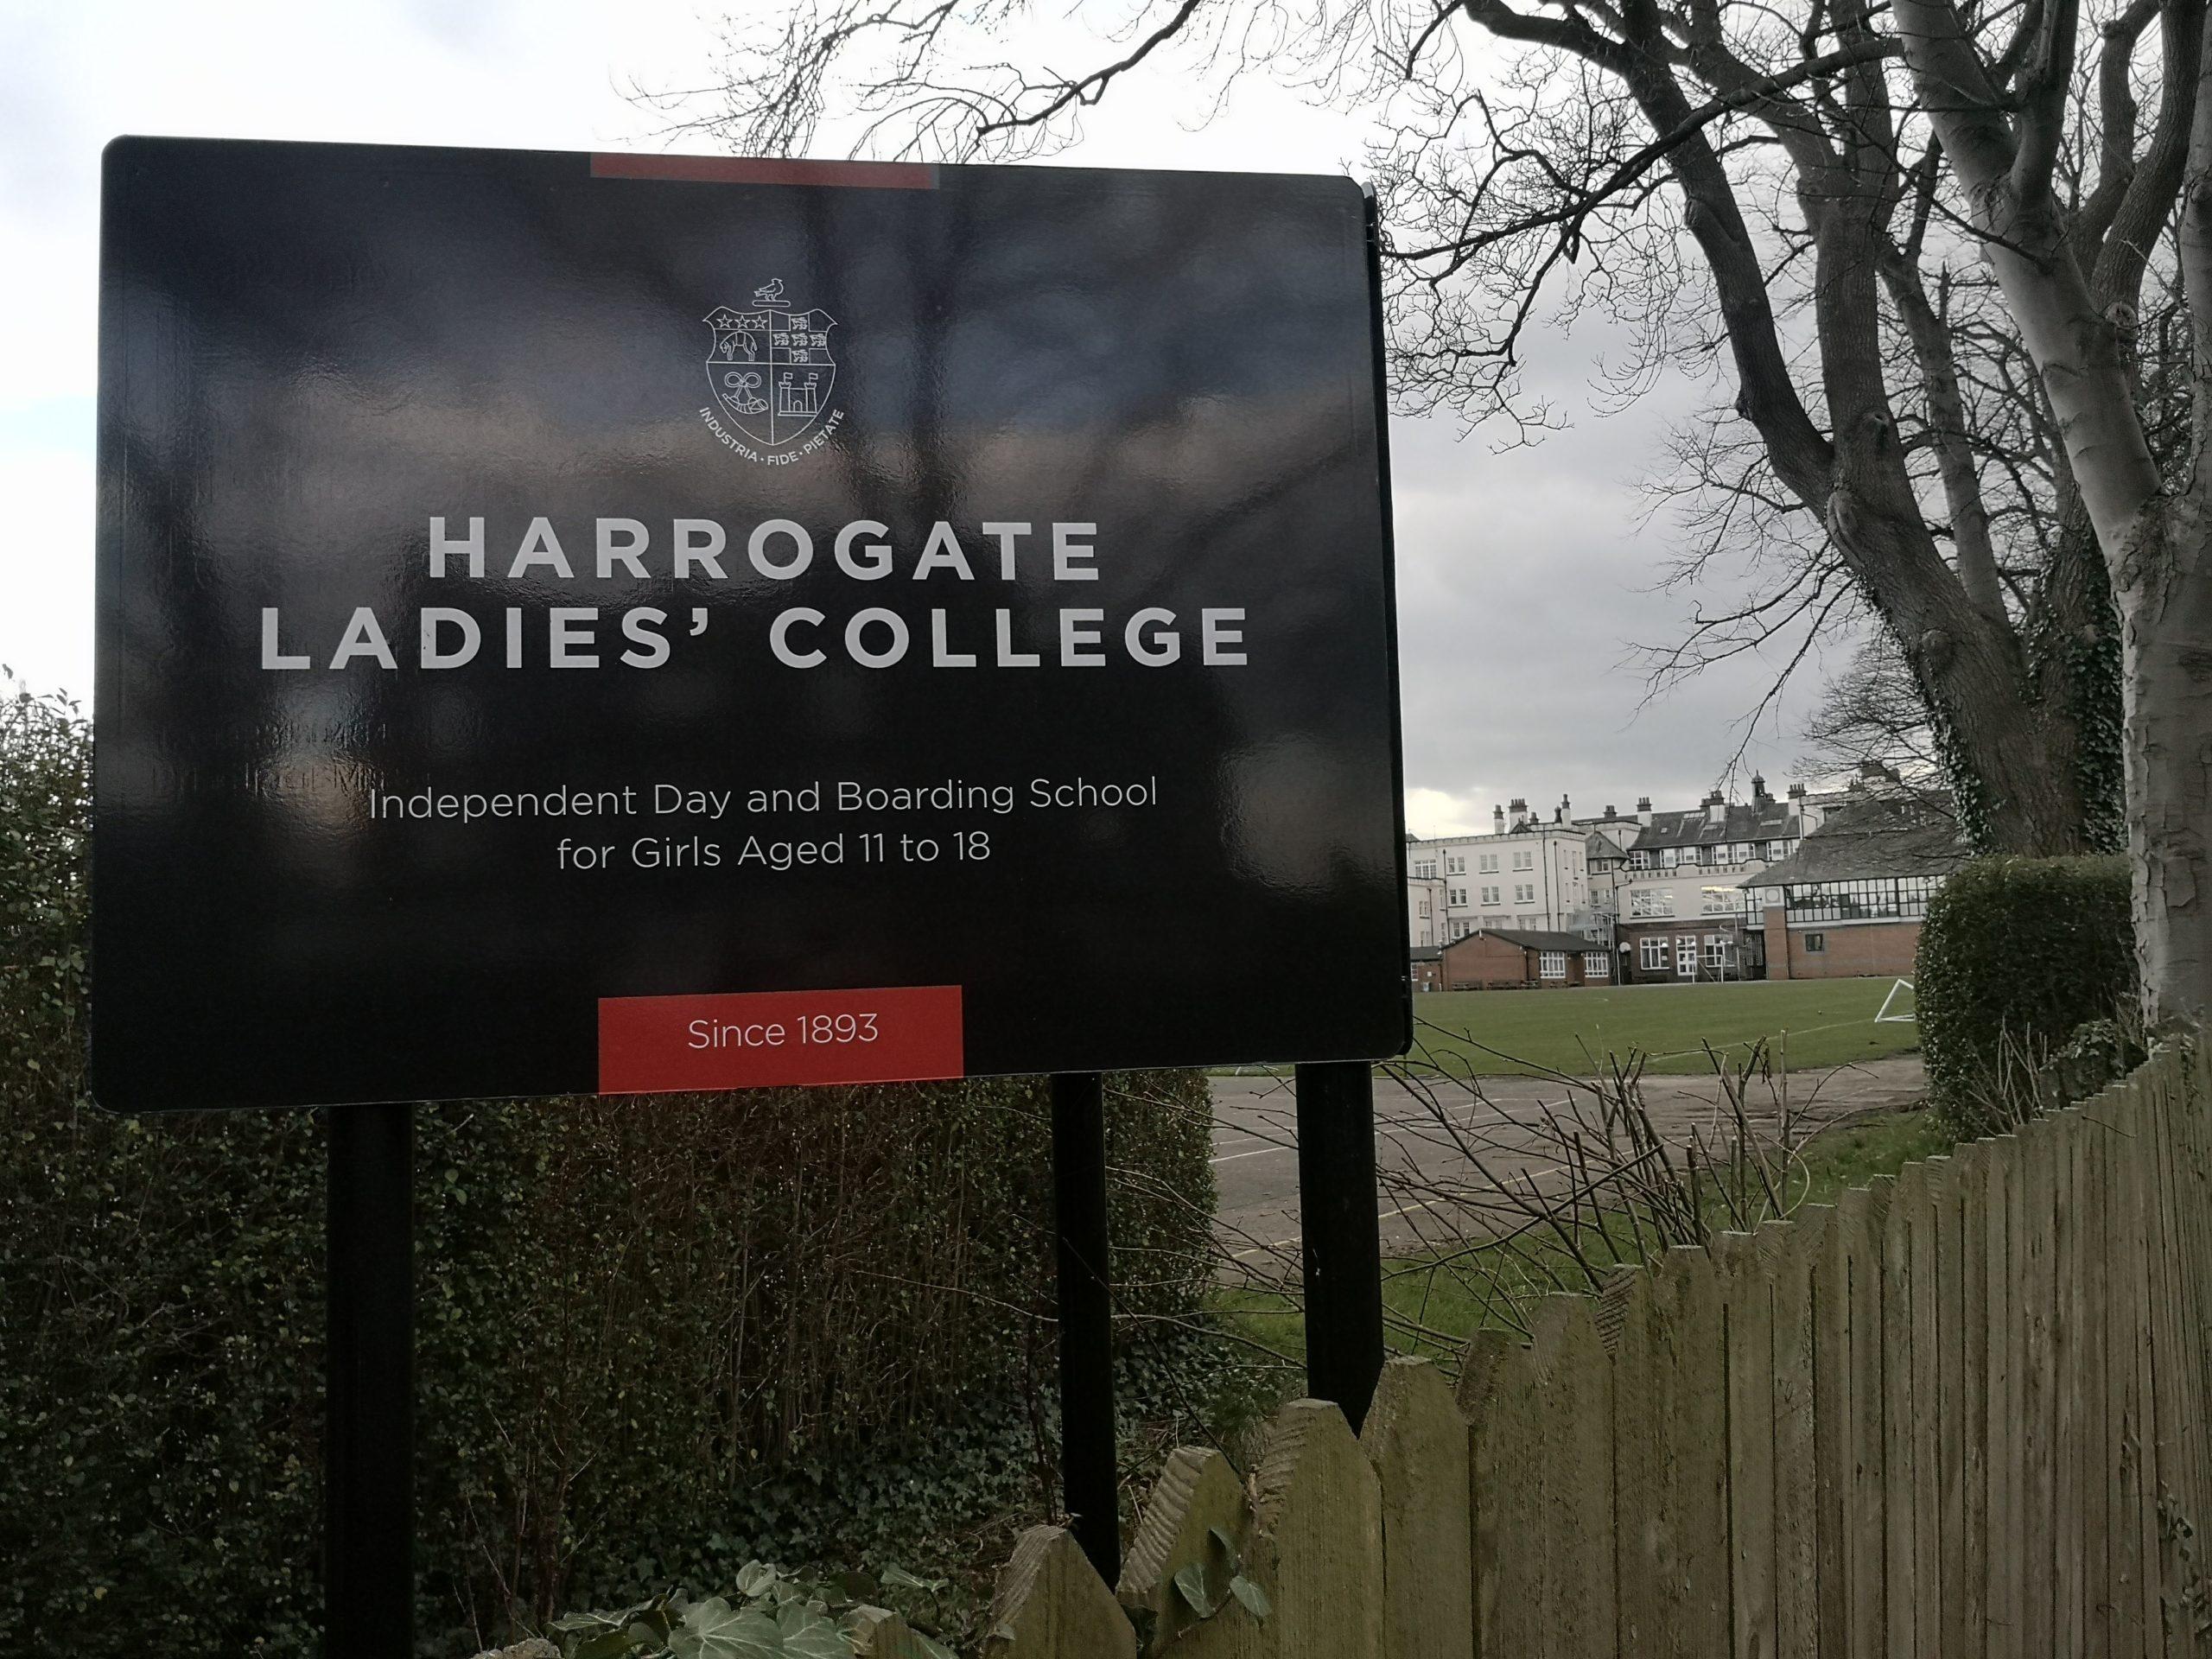 INDUSTRIA · FIDE · PIETATE
HARROGATE
LADIES’ COLLEGE
Independent Day and Boarding School
for Girls Aged 11 to 18
Since 1893